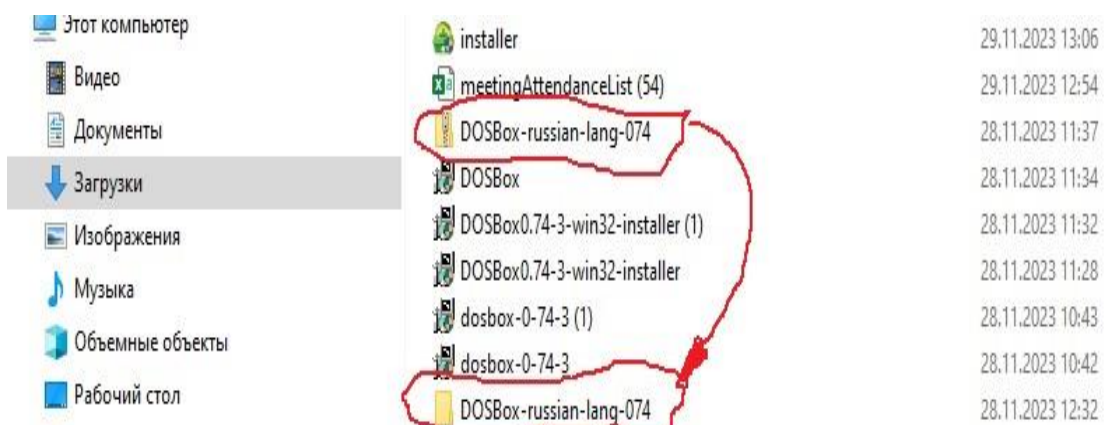 Этот компьютер
Видео
Документы
Загрузки
Изображения
Музыка
Объемные объекты
Рабочий стол
installer 29.11.2023 13:06
meetingAttendanceList (54) 29.11.2023 12:54
DOSBox-russian-lang-074 28.11.2023 11:37
DOSBox 28.11.2023 11:34
DOSBox0.74-3-win32-installer (1) 28.11.2023 11:32
DOSBox0.74-3-win32-installer 28.11.2023 11:28
dosbox-0-74-3 (1) 28.11.2023 10:43
dosbox-0-74-3 28.11.2023 10:42
DOSBox-russian-lang-074 28.11.2023 12:32